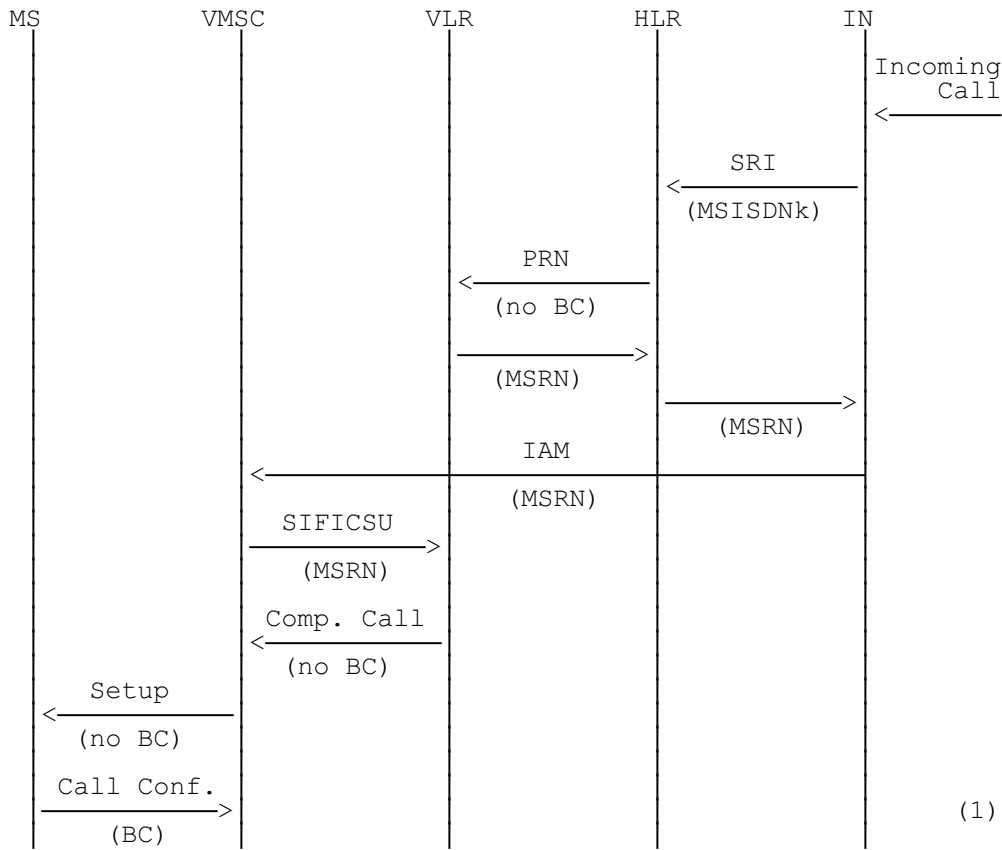 MS VMSC VLR HLR IN
Incoming
Call
SRI
(MSISDNk)
PRN
(no BC)
(MSRN)
(MSRN)
IAM
(MSRN)
SIFICSU
(MSRN)
Comp. Call
(no BC)
Setup
(no BC)
Call Conf.
(BC)
(1)